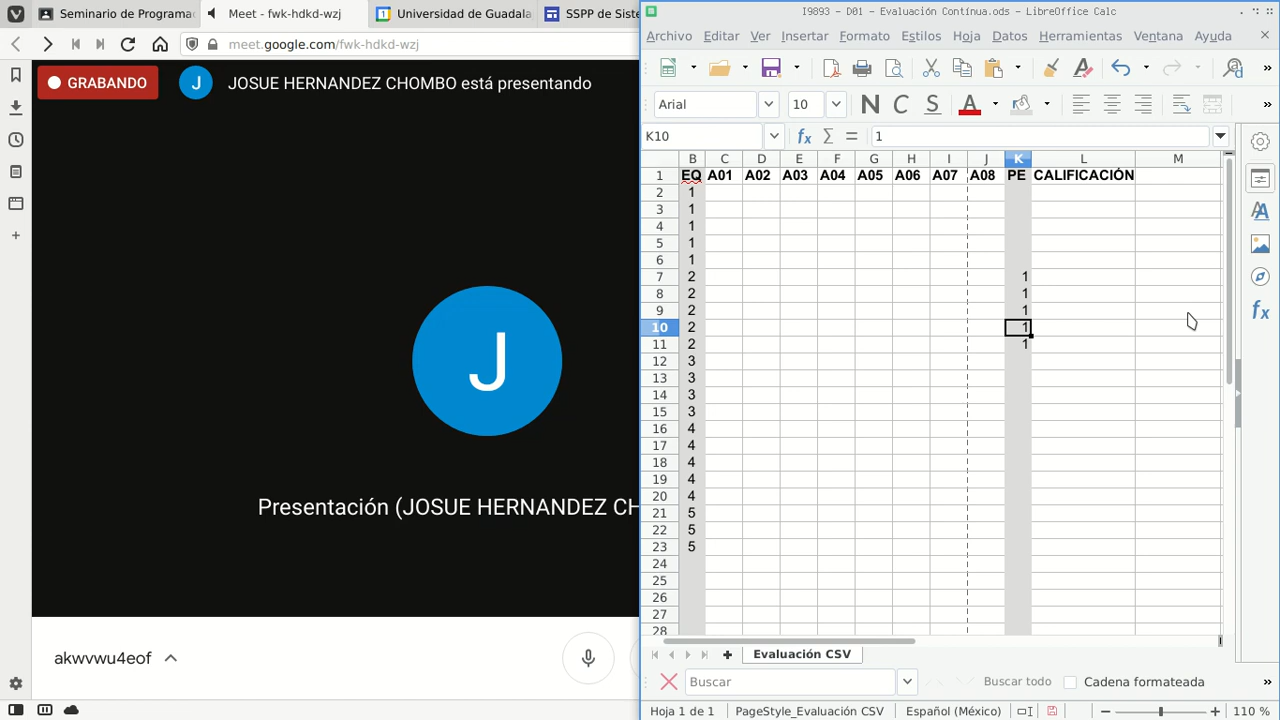 Seminario de Programac
Meet - fwk-hdkd-wzj
Universidad de Guadala
SSPP de Siste
meet.google.com/fwk-hdkd-wzj
GRABANDO
J
JOSUE HERNANDEZ CHOMBO está presentando
J
Presentación (JOSUE HERNANDEZ CH
akwvwu4eof
I9893 - D01 - Evaluación Continua.ods - LibreOffice Calc
Archivo Editar Ver Insertar Formato Estilos Hoja Datos Herramientas Ventana Ayuda
Arial 10 N C S A
K10 fx Σ = 1
B C D E F G H I J K L M
1 EQ A01 A02 A03 A04 A05 A06 A07 A08 PE CALIFICACIÓN
2 1
3 1
4 1
5 1
6 1
7 2 1
8 2 1
9 2 1
10 2 1
11 2 1
12 3
13 3
14 3
15 3
16 4
17 4
18 4
19 4
20 4
21 5
22 5
23 5
24
25
26
27
28
Evaluación CSV
Buscar Buscar todo Cadena formateada
Hoja 1 de 1 PageStyle_Evaluación CSV Español (México) 110 %